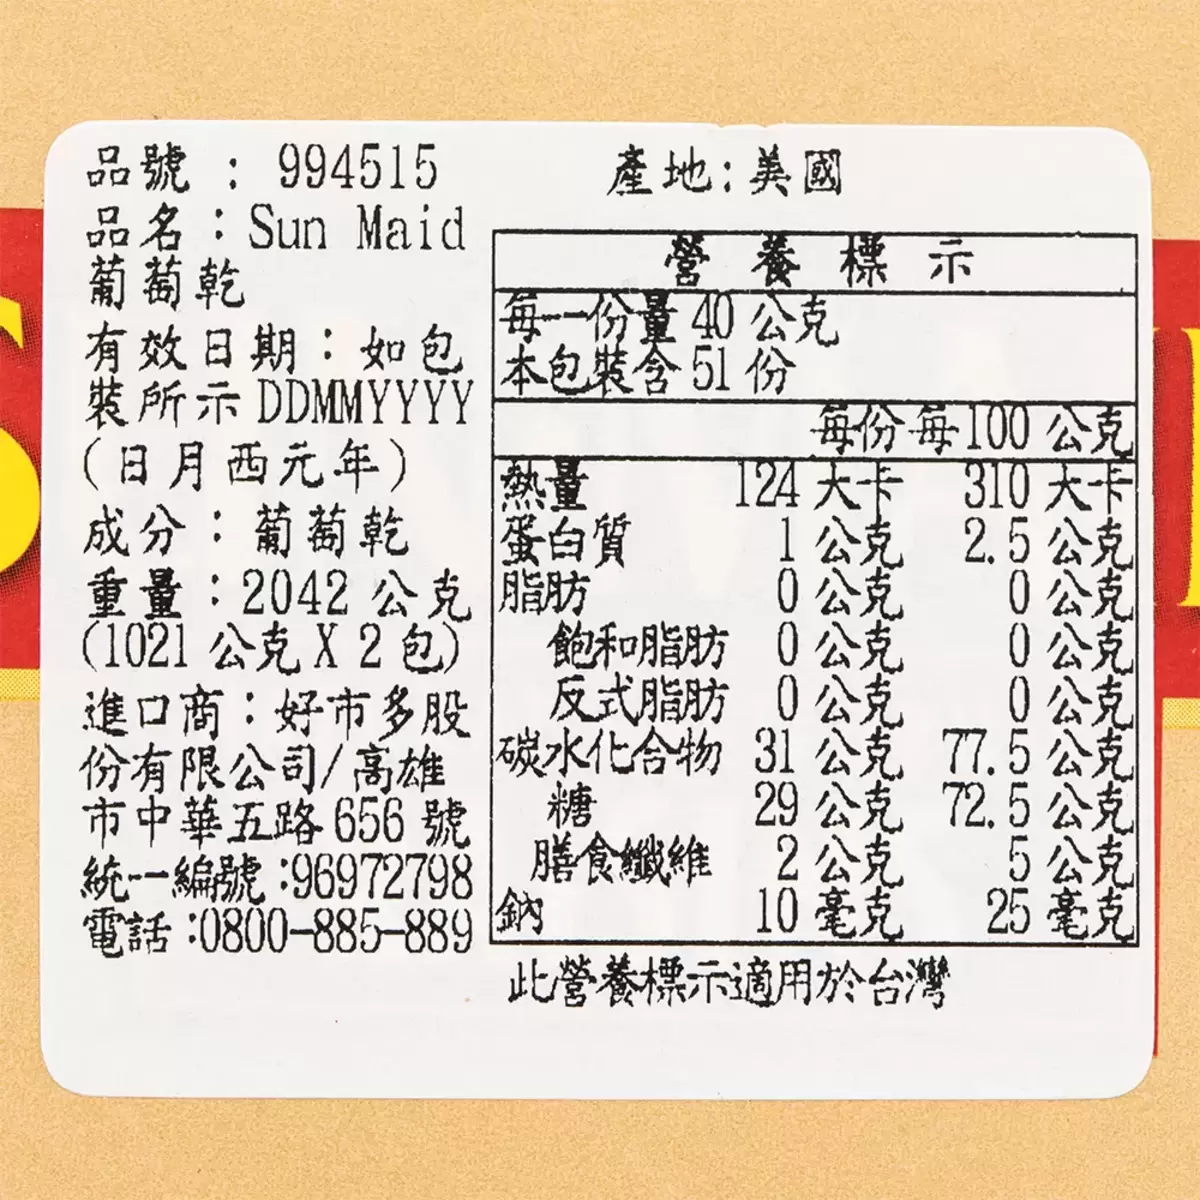 品號 : 994515
品名:Sun Maid
葡萄乾
有效日期:如包
裝所示DDMMYYYY
(日月西元年)
成分:葡萄乾
重量:2042 公克
(1021 公克 X 2 包)
進口商:好市多股
份有限公司/高雄
市中華五路 656 號
統一編號:96972798
電話:0800-885-889
產地:美國
營養標示
每一份量 40 公克
本包裝含 51 份
每份 每 100 公克
熱量 124 大卡 310 大卡
蛋白質 1 公克 2.5 公克
脂肪 0 公克 0 公克
飽和脂肪 0 公克 0 公克
反式脂肪 0 公克 0 公克
碳水化合物 31 公克 77.5 公克
糖 29 公克 72.5 公克
膳食纖維 2 公克 5 公克
鈉 10 毫克 25 毫克
此營養標示適用於台灣